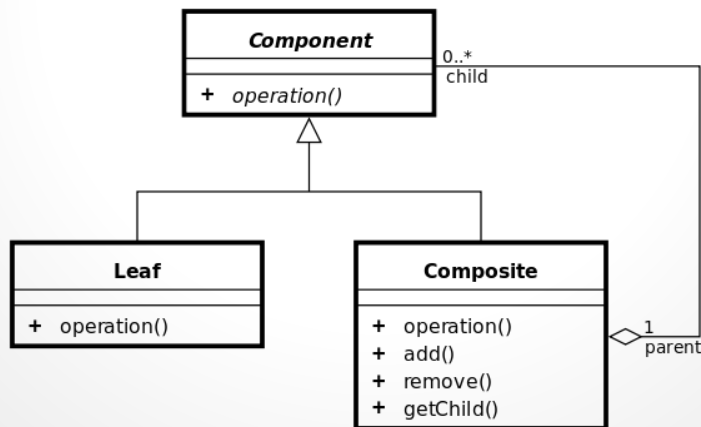 Component
+ operation()
0..*
child
Leaf
+ operation()
Composite
+ operation()
+ add()
+ remove()
+ getChild()
1
parent